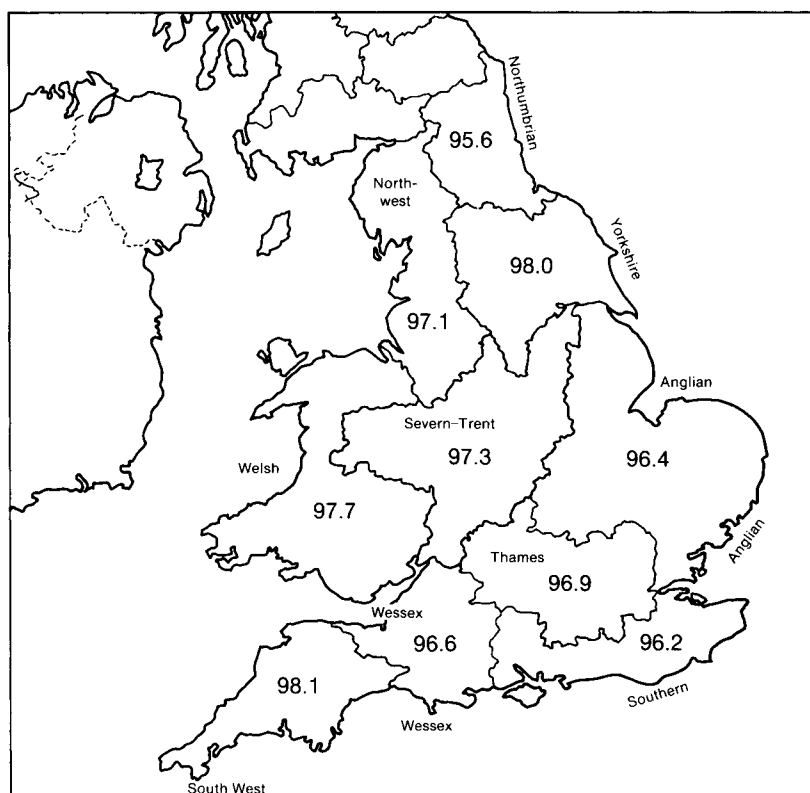 Northumbrian
95.6
North-
west
Yorkshire
98.0
97.1
Anglian
Severn–Trent
97.3
96.4
Welsh
97.7
Anglian
Thames
96.9
Wessex
96.6
96.2
98.1
Southern
Wessex
South West